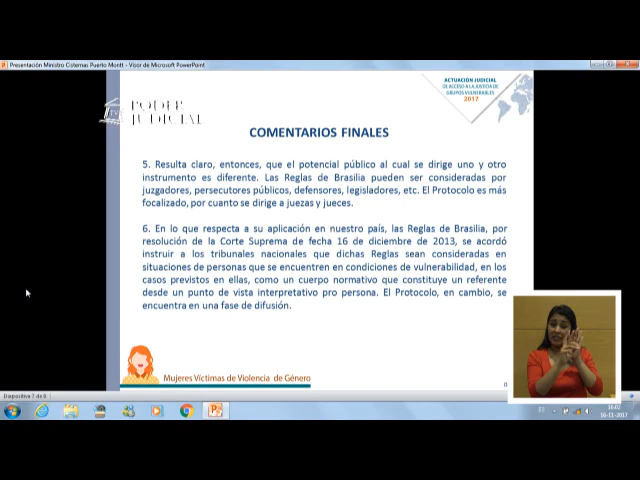 Presentación Ministro Cisternas Puerto Montt - Visor de Microsoft PowerPoint
ACTUACIÓN JUDICIAL
DE ACCESO A LA JUSTICIA DE
GRUPOS VULNERABLES
2017
PODER
JUDICIAL
COMENTARIOS FINALES
5. Resulta claro, entonces, que el potencial público al cual se dirige uno y otro
instrumento es diferente. Las Reglas de Brasilia pueden ser consideradas por
juzgadores, persecutores públicos, defensores, legisladores, etc. El Protocolo es más
focalizado, por cuanto se dirige a juezas y jueces.
6. En lo que respecta a su aplicación en nuestro país, las Reglas de Brasilia, por
resolución de la Corte Suprema de fecha 16 de diciembre de 2013, se acordó
instruir a los tribunales nacionales que dichas Reglas sean consideradas en
situaciones de personas que se encuentren en condiciones de vulnerabilidad, en los
casos previstos en ellas, como un cuerpo normativo que constituye un referente
desde un punto de vista interpretativo pro persona. El Protocolo, en cambio, se
encuentra en una fase de difusión.
Mujeres Víctimas de Violencia de Género
Diapositiva 7 de 8
ES
16:02
16-11-2017